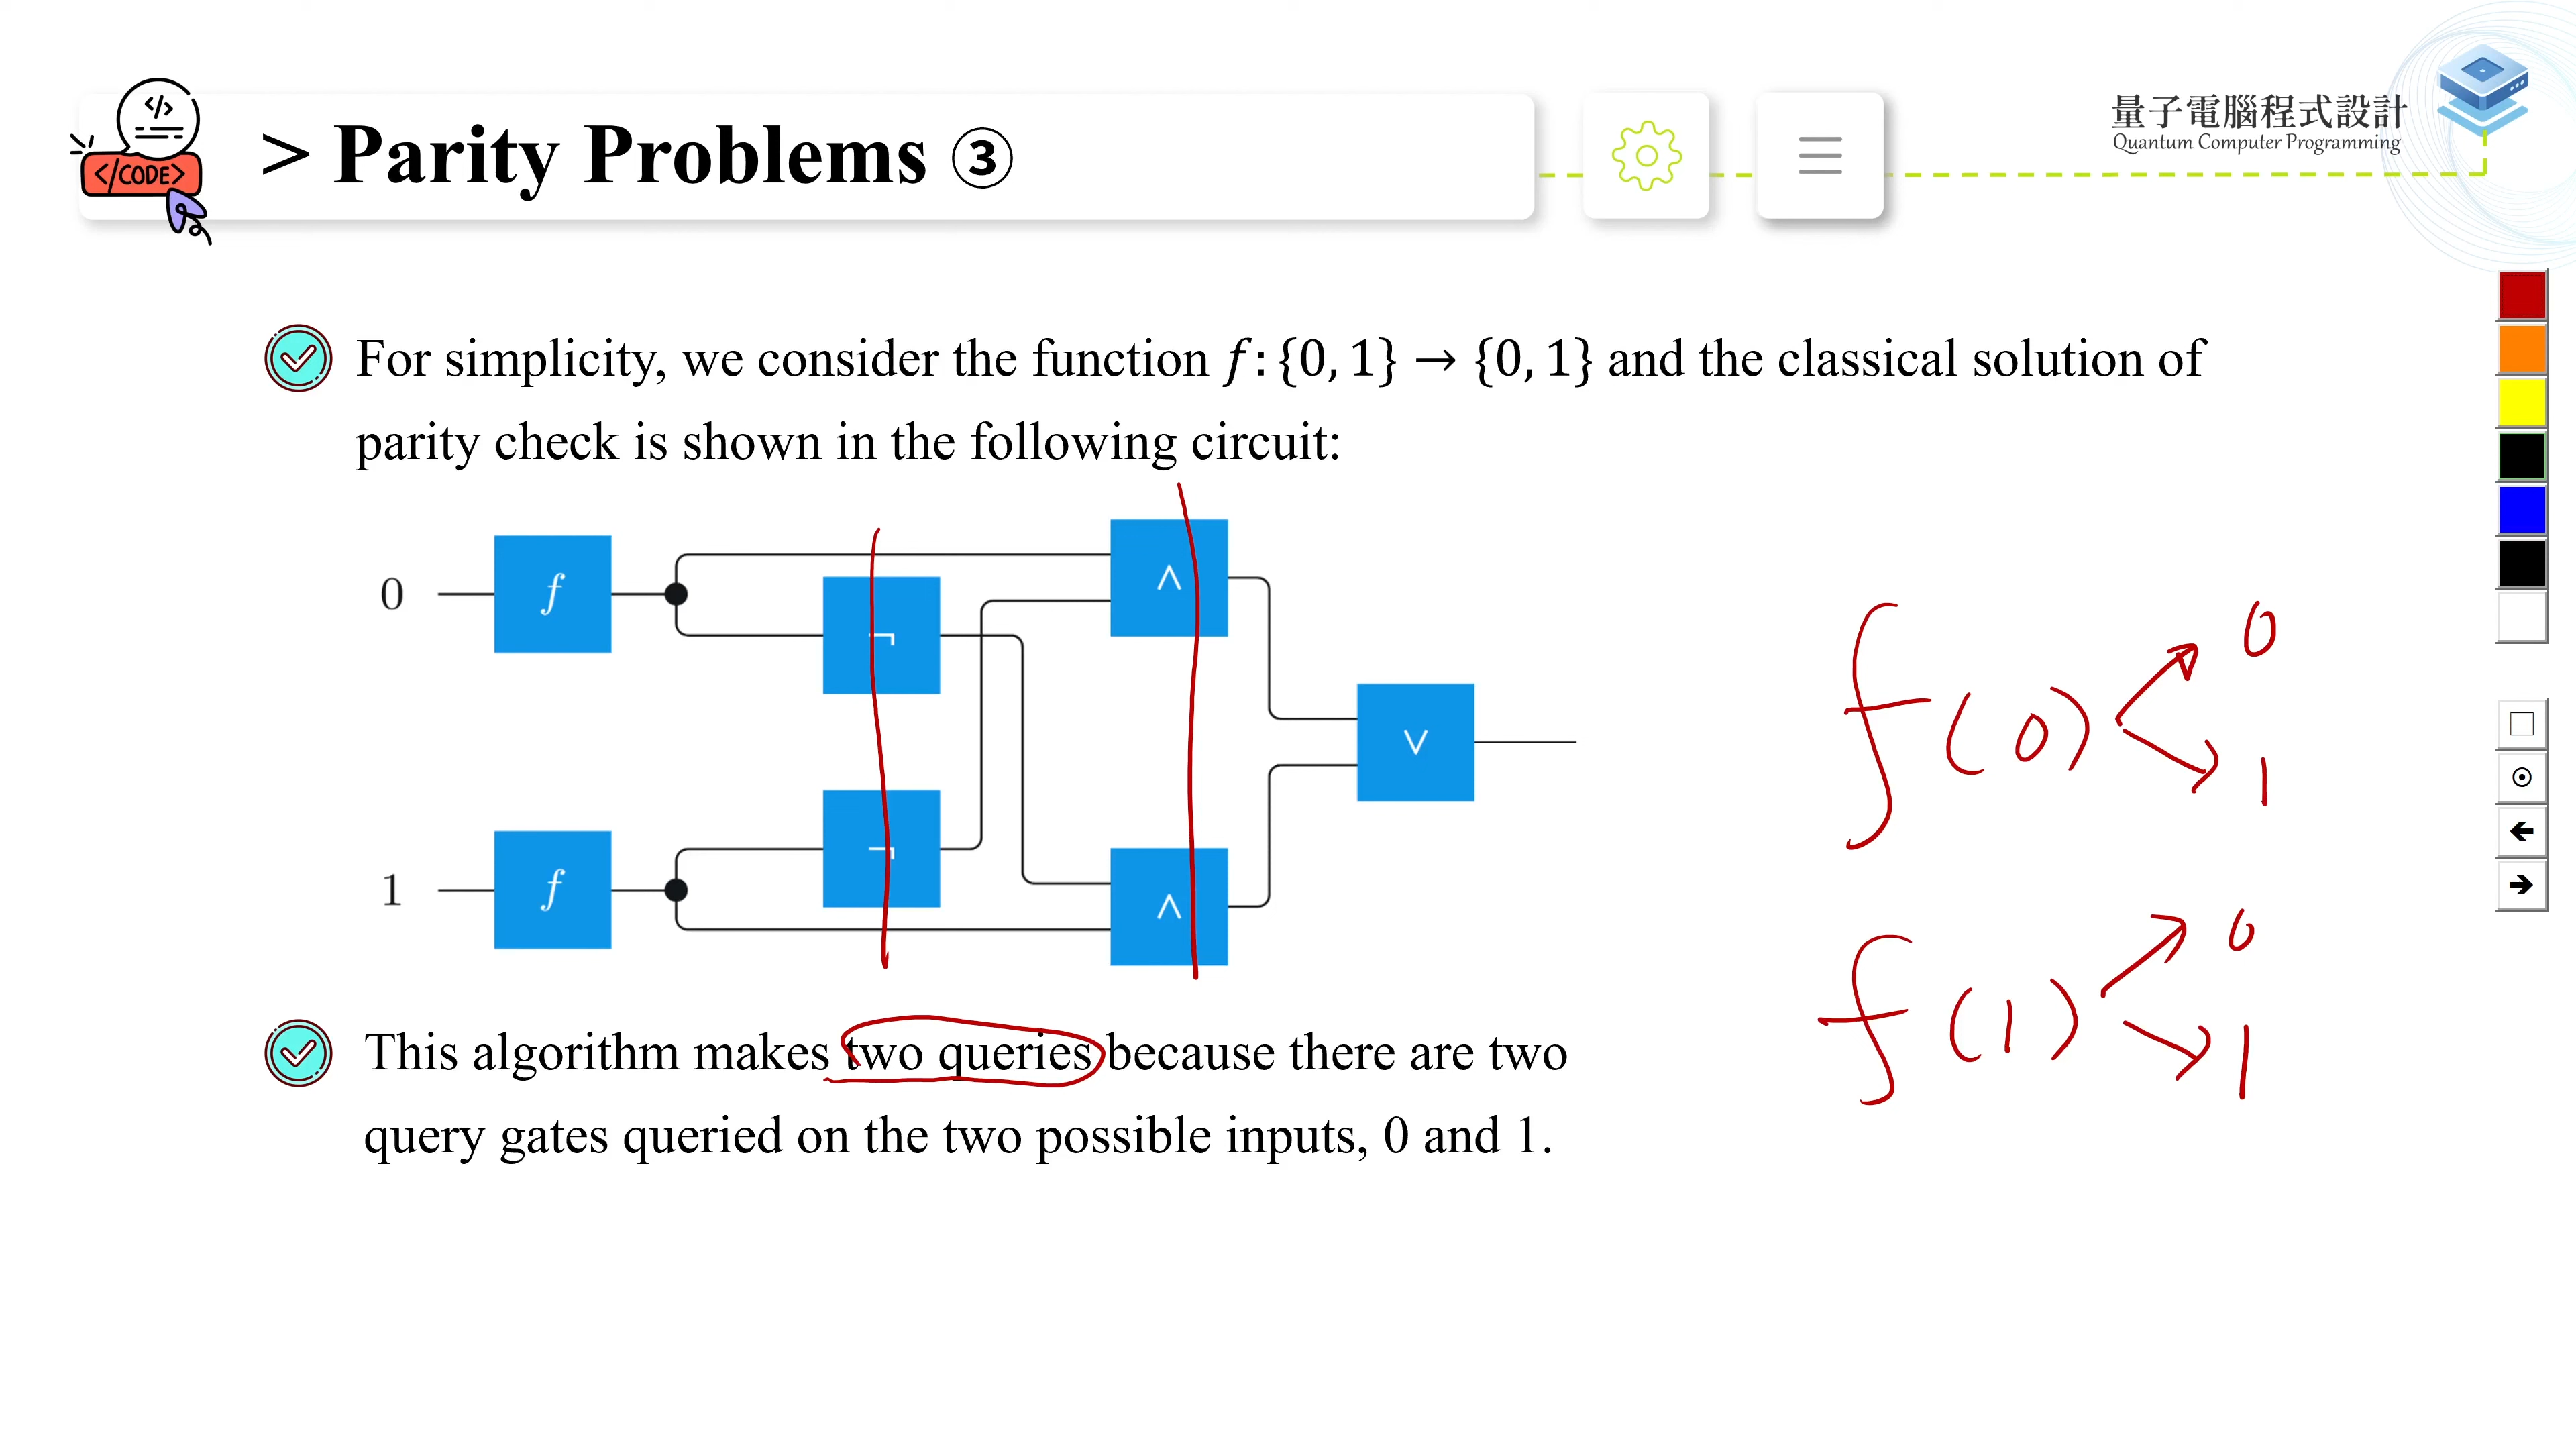 </>
</CODE>
> Parity Problems ③
量子電腦程式設計
Quantum Computer Programming
For simplicity, we consider the function f: {0, 1} → {0, 1} and the classical solution of
parity check is shown in the following circuit:
0
f
¬
∧
∨
1
f
¬
∧
f(0)
0
1
f(1)
0
1
This algorithm makes two queries because there are two
query gates queried on the two possible inputs, 0 and 1.